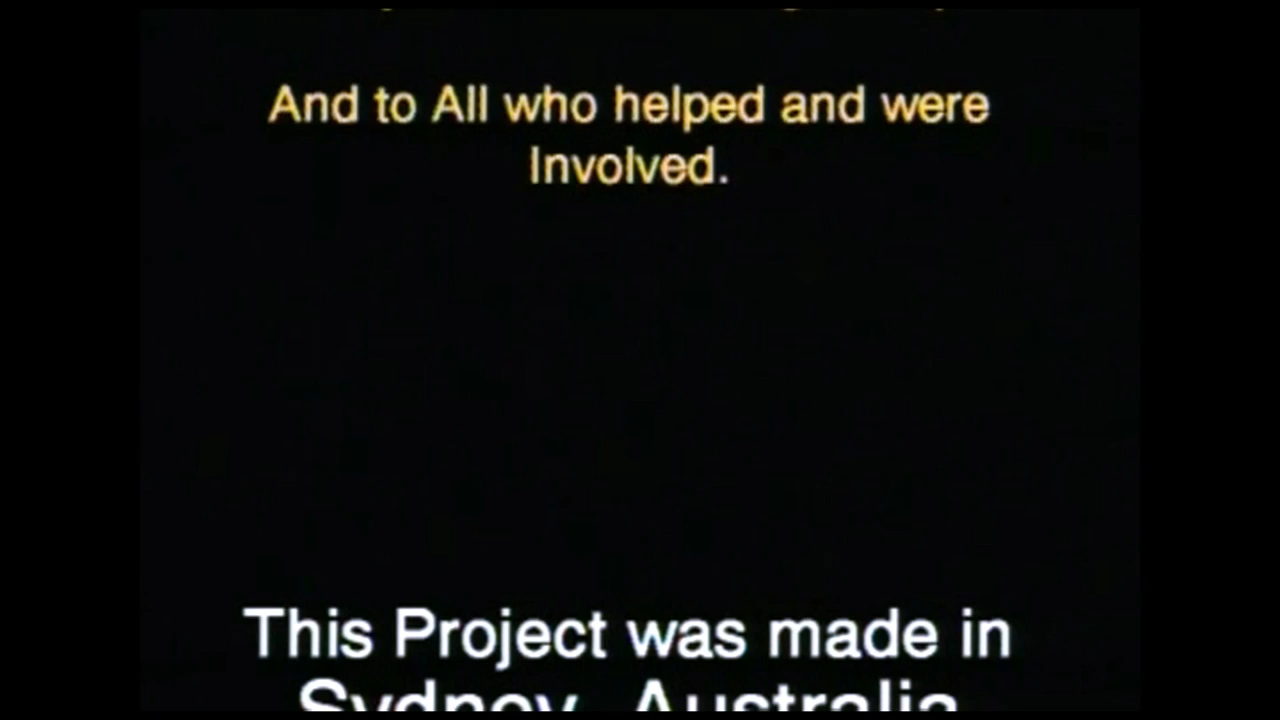 And to All who helped and were
Involved.
This Project was made in
Sydney, Australia